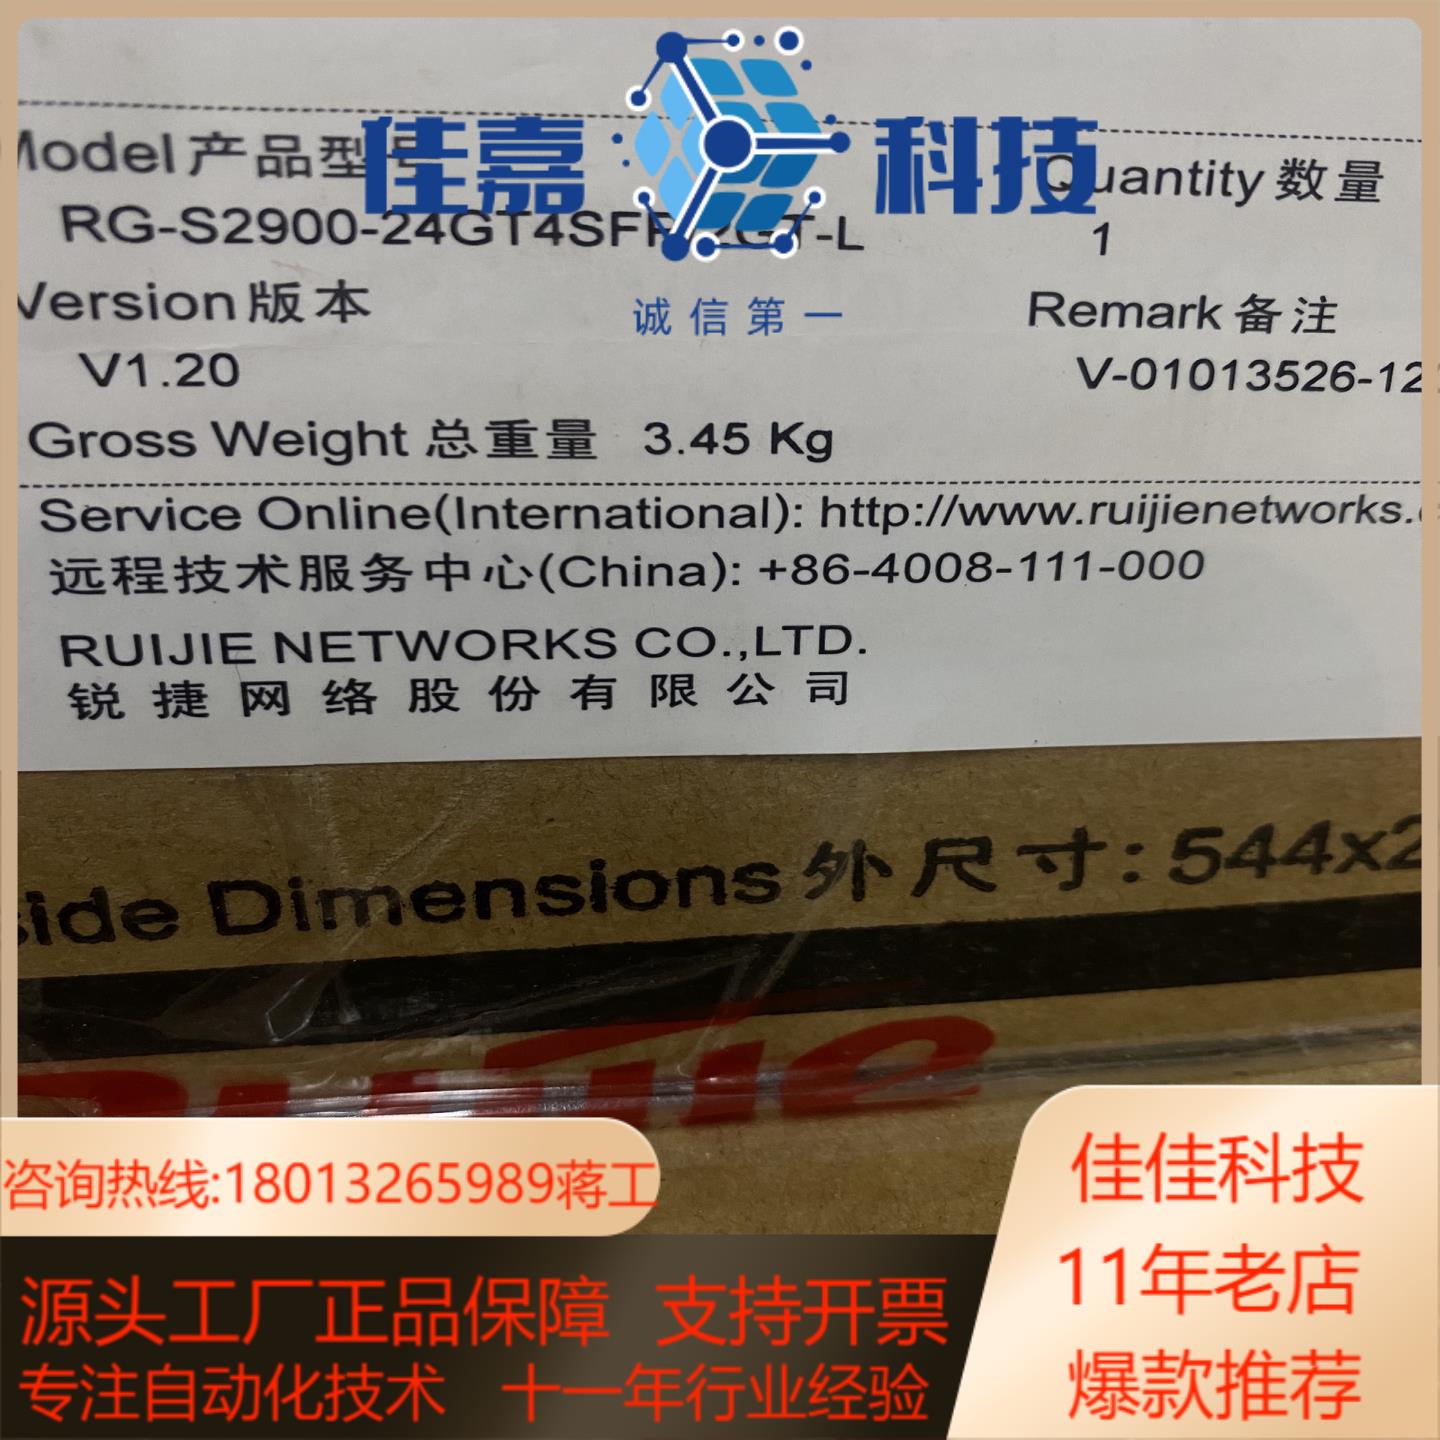 佳嘉 科技
诚信第一
Model 产品型号
Quantity 数量
RG-S2900-24GT4SFP/2GT-L
1
Version 版本
Remark 备注
V1.20
V-01013526-12
Gross Weight 总重量 3.45 Kg
Service Online(International): http://www.ruijienetworks.
远程技术服务中心(China): +86-4008-111-000
RUIJIE NETWORKS CO.,LTD.
锐捷网络股份有限公司
side Dimensions 外尺寸: 544x2
Ruijie
咨询热线:18013265989蒋工
佳佳科技
11年老店
爆款推荐
源头工厂正品保障 支持开票
专注自动化技术 十一年行业经验